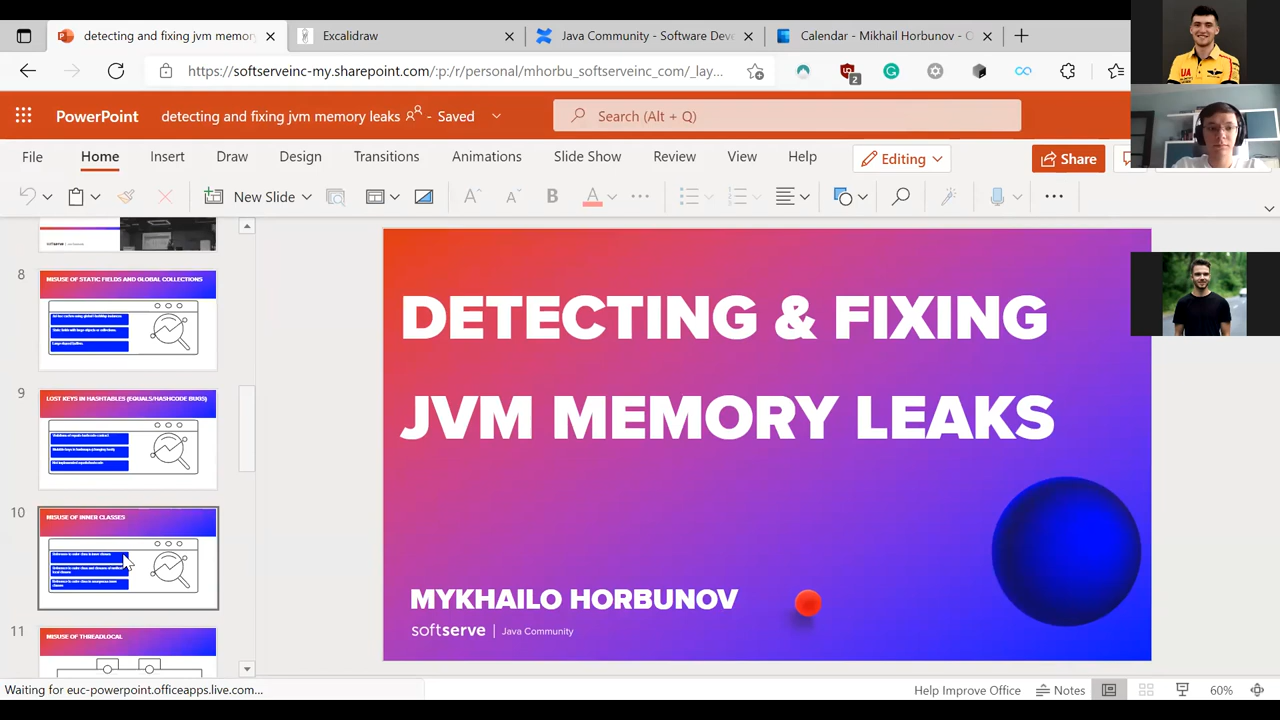 detecting and fixing jvm memory
Excalidraw
Java Community - Software Deve
Calendar - Mikhail Horbunov - O
https://softserveinc-my.sharepoint.com/:p:/r/personal/mhorbu_softserveinc_com/_lay...
2
PowerPoint
detecting and fixing jvm memory leaks - Saved
Search (Alt + Q)
File
Home
Insert
Draw
Design
Transitions
Animations
Slide Show
Review
View
Help
Editing
Share
New Slide
8
MISUSE OF STATIC FIELDS AND GLOBAL COLLECTIONS
9
LOST KEYS IN HASHTABLES (EQUALS/HASHCODE BUGS)
10
MISUSE OF INNER CLASSES
11
MISUSE OF THREADLOCAL
DETECTING & FIXING
JVM MEMORY LEAKS
MYKHAILO HORBUNOV
softserve | Java Community
UA
Waiting for euc-powerpoint.officeapps.live.com...
Help Improve Office
Notes
60%